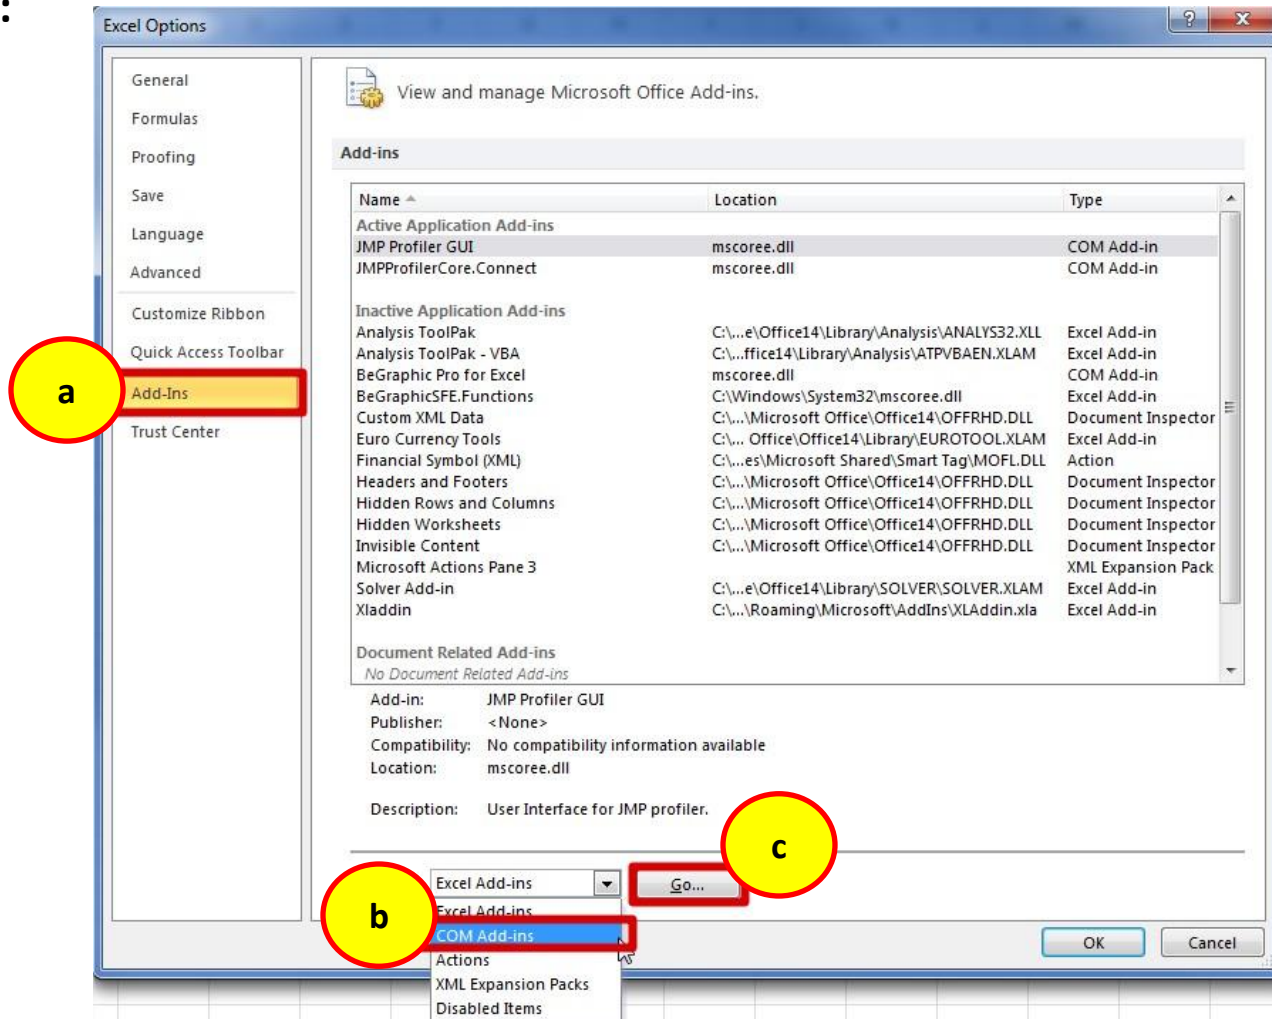 :
Excel Options
General
Formulas
Proofing
Save
Language
Advanced
Customize Ribbon
Quick Access Toolbar
Add-Ins
Trust Center
a
View and manage Microsoft Office Add-ins.
Add-ins
Name Location Type
Active Application Add-ins
JMP Profiler GUI mscoree.dll COM Add-in
JMPProfilerCore.Connect mscoree.dll COM Add-in
Inactive Application Add-ins
Analysis ToolPak C:\...e\Office14\Library\Analysis\ANALYS32.XLL Excel Add-in
Analysis ToolPak - VBA C:\...ffice14\Library\Analysis\ATPVBAEN.XLAM Excel Add-in
BeGraphic Pro for Excel mscoree.dll COM Add-in
BeGraphicSFE.Functions C:\Windows\System32\mscoree.dll Excel Add-in
Custom XML Data C:\...\Microsoft Office\Office14\OFFRHD.DLL Document Inspector
Euro Currency Tools C:\... Office\Office14\Library\EUROTOOL.XLAM Excel Add-in
Financial Symbol (XML) C:\...es\Microsoft Shared\Smart Tag\MOFL.DLL Action
Headers and Footers C:\...\Microsoft Office\Office14\OFFRHD.DLL Document Inspector
Hidden Rows and Columns C:\...\Microsoft Office\Office14\OFFRHD.DLL Document Inspector
Hidden Worksheets C:\...\Microsoft Office\Office14\OFFRHD.DLL Document Inspector
Invisible Content C:\...\Microsoft Office\Office14\OFFRHD.DLL Document Inspector
Microsoft Actions Pane 3 XML Expansion Pack
Solver Add-in C:\...e\Office14\Library\SOLVER\SOLVER.XLAM Excel Add-in
Xladdin C:\...\Roaming\Microsoft\AddIns\XLAddin.xla Excel Add-in
Document Related Add-ins
No Document Related Add-ins
Add-in: JMP Profiler GUI
Publisher: <None>
Compatibility: No compatibility information available
Location: mscoree.dll
Description: User Interface for JMP profiler.
c
Excel Add-ins Go...
b
Excel Add-ins
COM Add-ins
Actions
XML Expansion Packs
Disabled Items
OK Cancel